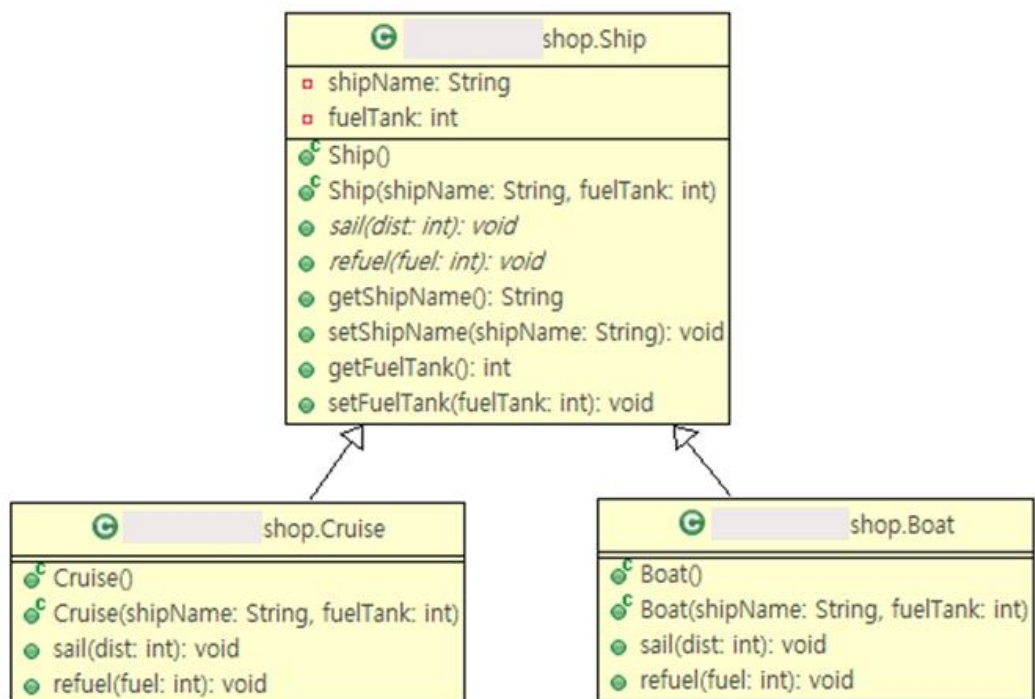 shop.Ship
shipName: String
fuelTank: int
Ship()
Ship(shipName: String, fuelTank: int)
sail(dist: int): void
refuel(fuel: int): void
getShipName(): String
setShipName(shipName: String): void
getFuelTank(): int
setFuelTank(fuelTank: int): void
shop.Cruise
Cruise()
Cruise(shipName: String, fuelTank: int)
sail(dist: int): void
refuel(fuel: int): void
shop.Boat
Boat()
Boat(shipName: String, fuelTank: int)
sail(dist: int): void
refuel(fuel: int): void